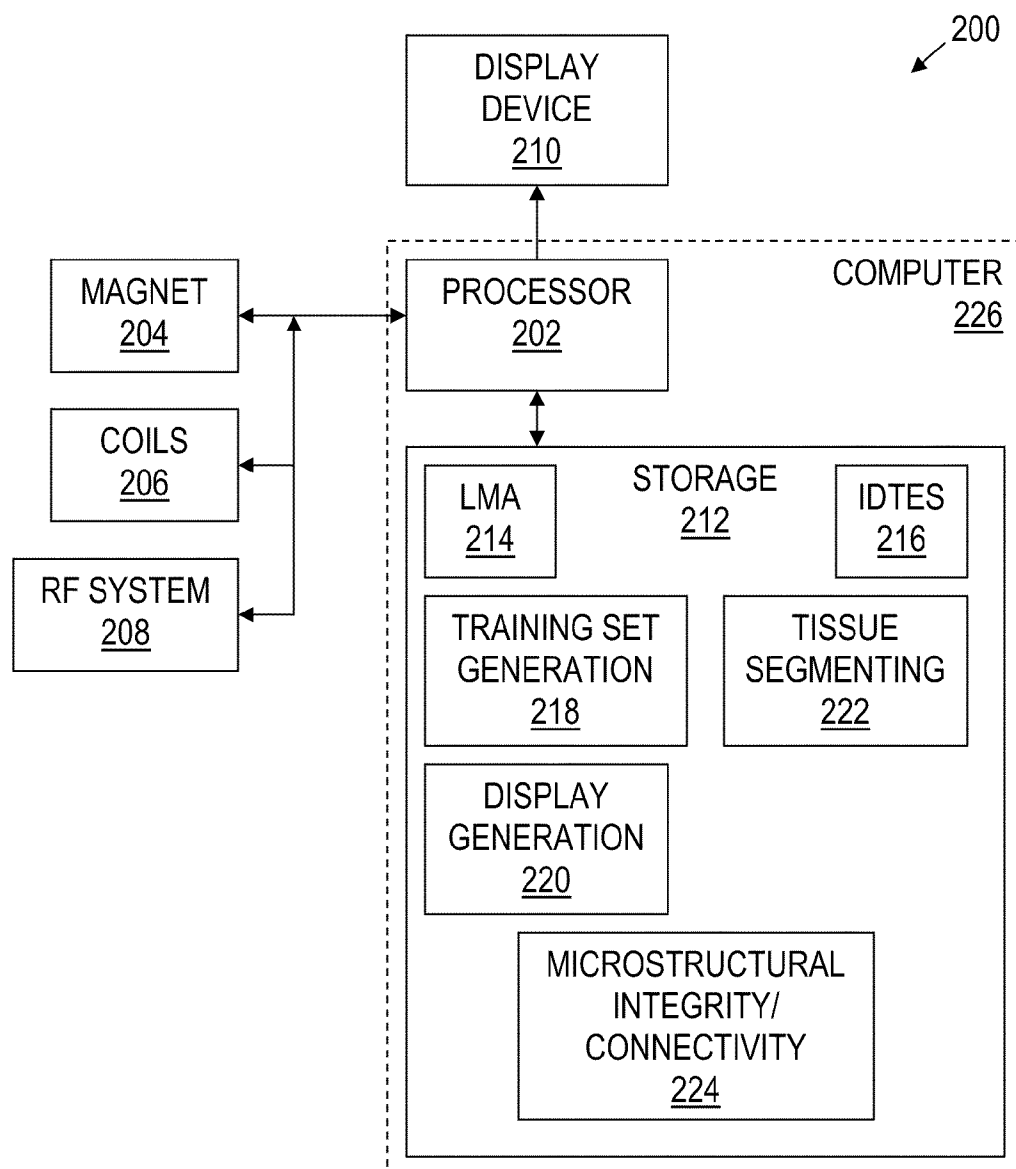 200
DISPLAY
DEVICE
210
MAGNET
204
PROCESSOR
202
COMPUTER
226
COILS
206
RF SYSTEM
208
STORAGE
212
LMA
214
IDTES
216
TRAINING SET
GENERATION
218
TISSUE
SEGMENTING
222
DISPLAY
GENERATION
220
MICROSTRUCTURAL
INTEGRITY/
CONNECTIVITY
224